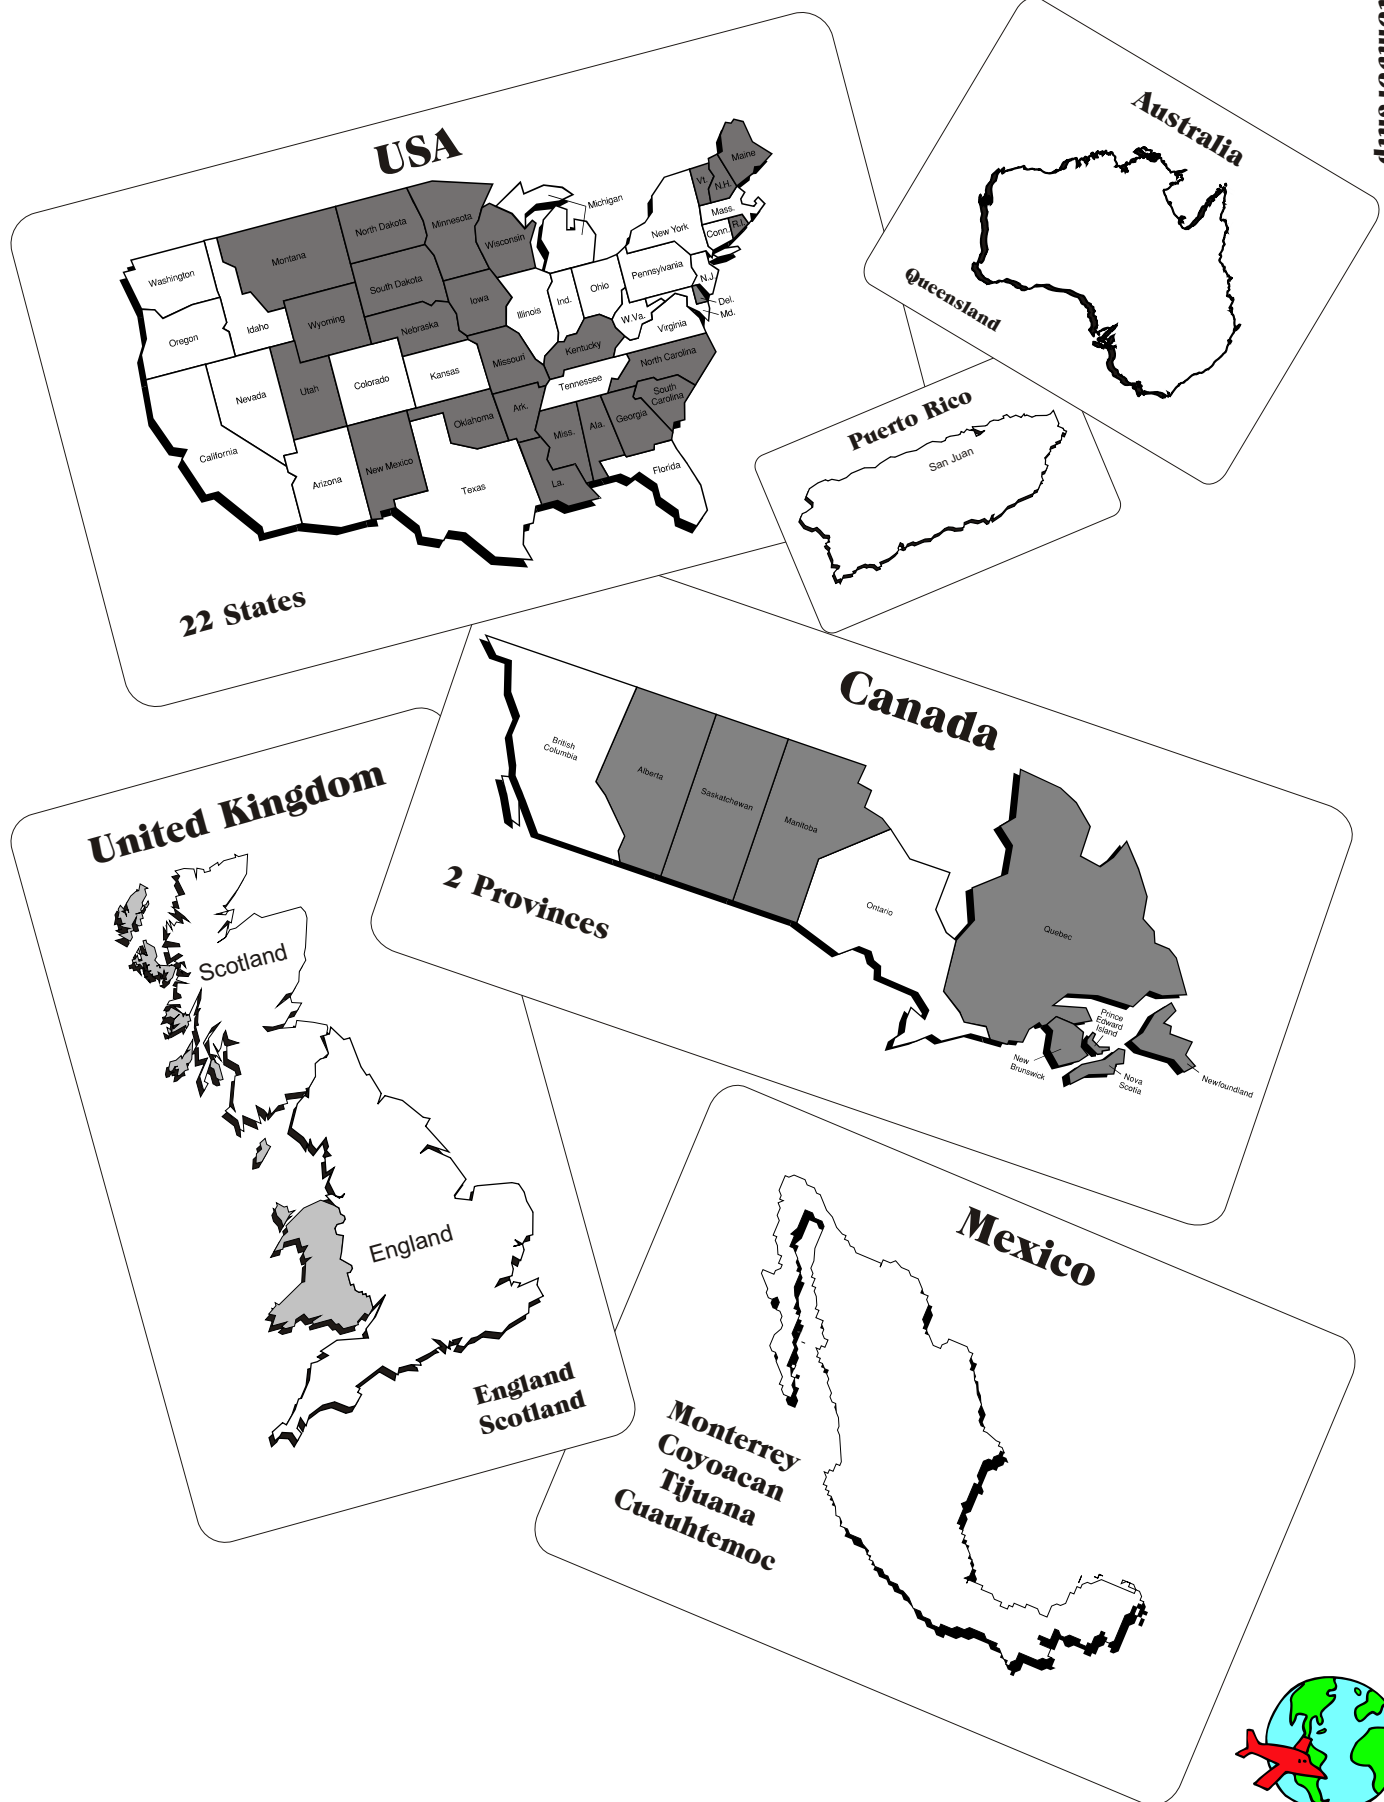 USA
Washington
Oregon
Idaho
Montana
North Dakota
South Dakota
Minnesota
Wisconsin
Michigan
Wyoming
Nebraska
Iowa
Illinois
Ind.
Ohio
Pennsylvania
New York
Vt.
N.H.
Maine
Mass.
Conn.
R.I.
N.J.
Del.
Md.
W.Va.
Virginia
Kentucky
North Carolina
Tennessee
South
Carolina
Nevada
Utah
Colorado
Kansas
Missouri
California
Arizona
New Mexico
Oklahoma
Ark.
Texas
La.
Miss.
Ala.
Georgia
Florida
22 States
Australia
Queensland
Puerto Rico
San Juan
Canada
British
Columbia
Alberta
Saskatchewan
Manitoba
Ontario
Quebec
Prince
Edward
Island
New
Brunswick
Nova
Scotia
Newfoundland
2 Provinces
United Kingdom
Scotland
England
England
Scotland
Mexico
Monterrey
Coyoacan
Tijuana
Cuauhtemoc